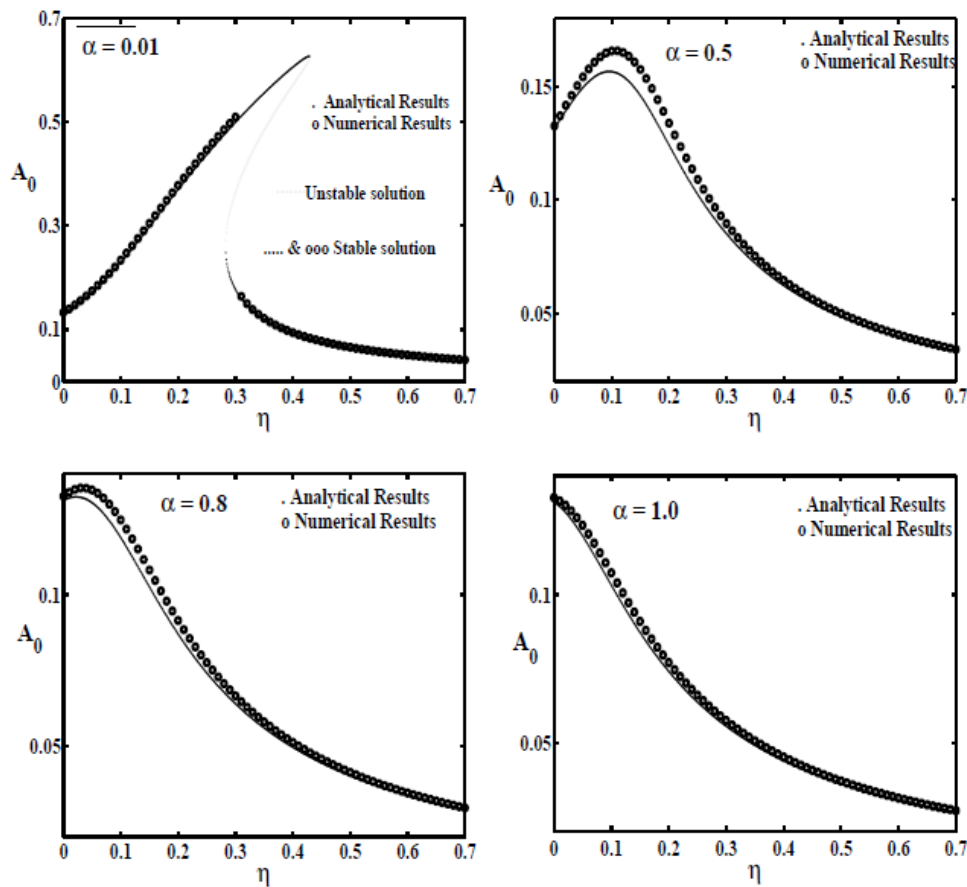 0.7
α = 0.01
. Analytical Results
o Numerical Results
0.5
A0
Unstable solution
0.3
..... & ooo Stable solution
0.1
0
0 0.1 0.2 0.3 0.4 0.5 0.6 0.7
η
α = 0.5
. Analytical Results
o Numerical Results
0.15
A0
0.1
0.05
0 0.1 0.2 0.3 0.4 0.5 0.6 0.7
η
α = 0.8
. Analytical Results
o Numerical Results
0.1
A0
0.05
0 0.1 0.2 0.3 0.4 0.5 0.6 0.7
η
α = 1.0
. Analytical Results
o Numerical Results
0.1
A0
0.05
0 0.1 0.2 0.3 0.4 0.5 0.6 0.7
η